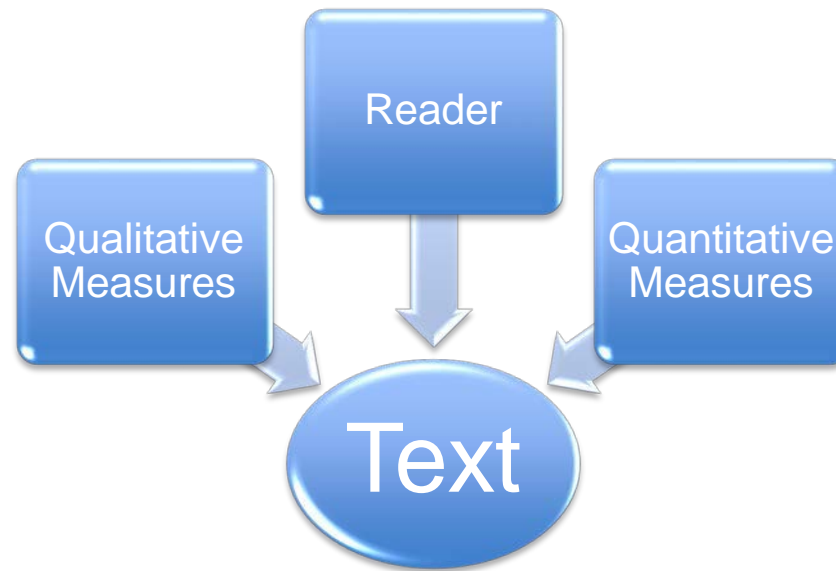 Reader
Qualitative
Measures
Quantitative
Measures
Text